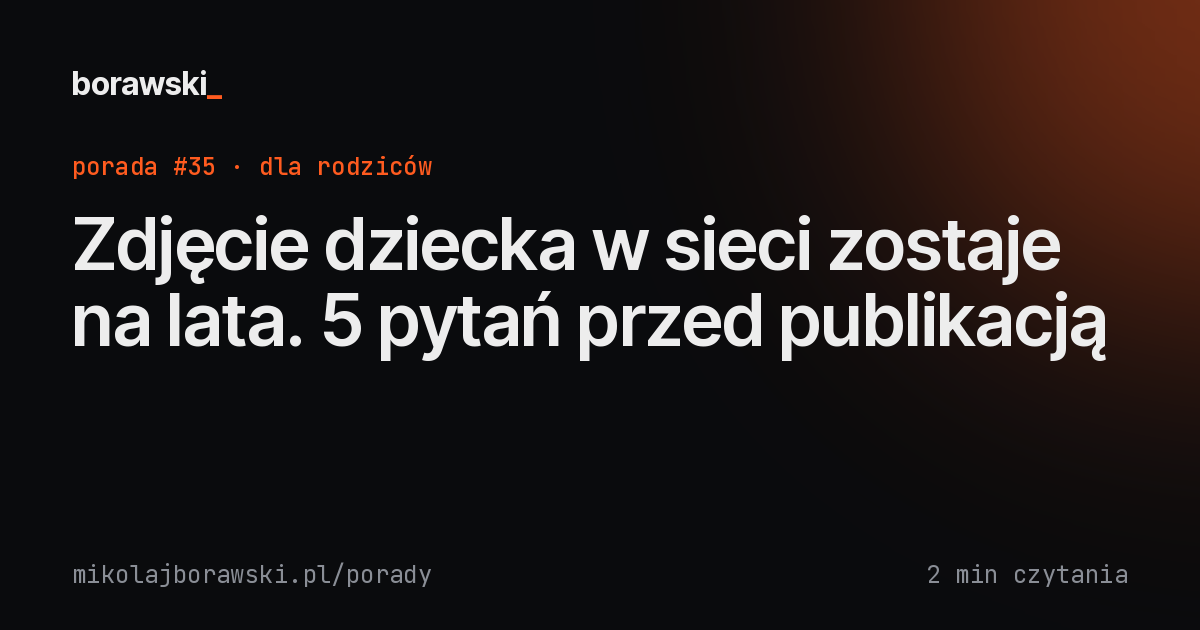 borawski_
porada #35 · dla rodziców
Zdjęcie dziecka w sieci zostaje
na lata. 5 pytań przed publikacją
mikolajborawski.pl/porady
2 min czytania